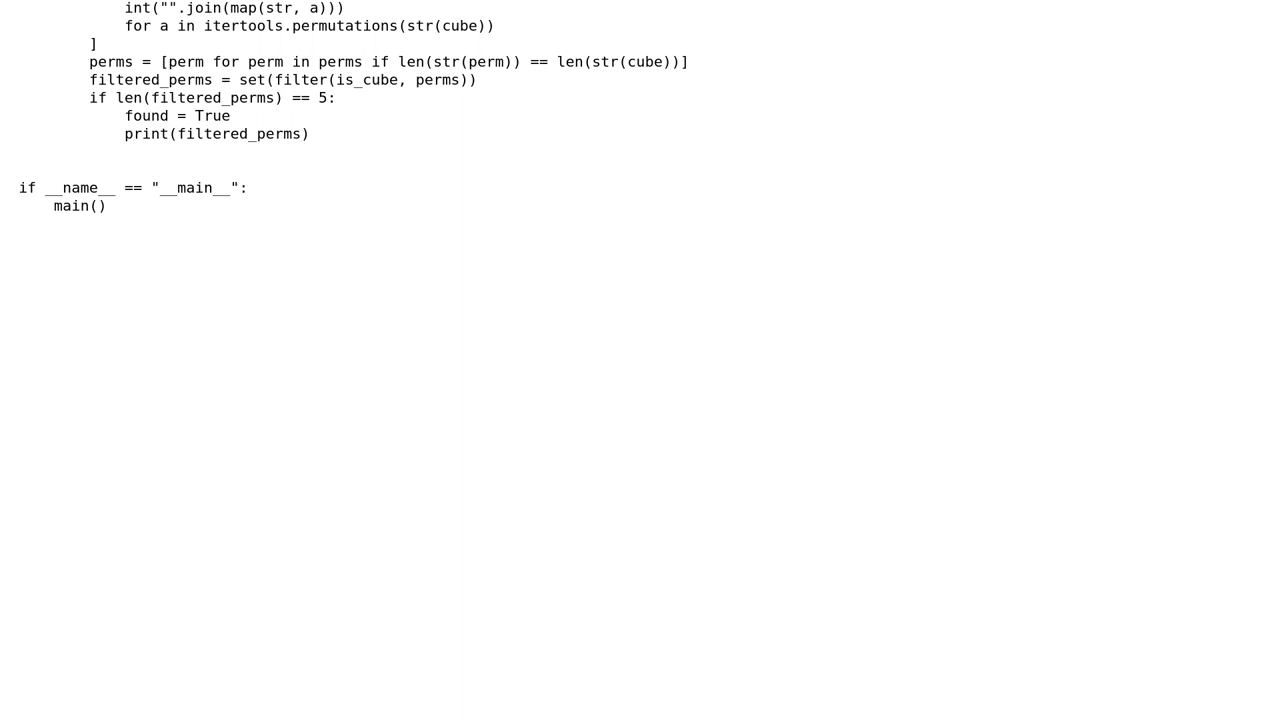 int("".join(map(str, a)))
            for a in itertools.permutations(str(cube))
        ]
        perms = [perm for perm in perms if len(str(perm)) == len(str(cube))]
        filtered_perms = set(filter(is_cube, perms))
        if len(filtered_perms) == 5:
            found = True
            print(filtered_perms)


if __name__ == "__main__":
    main()